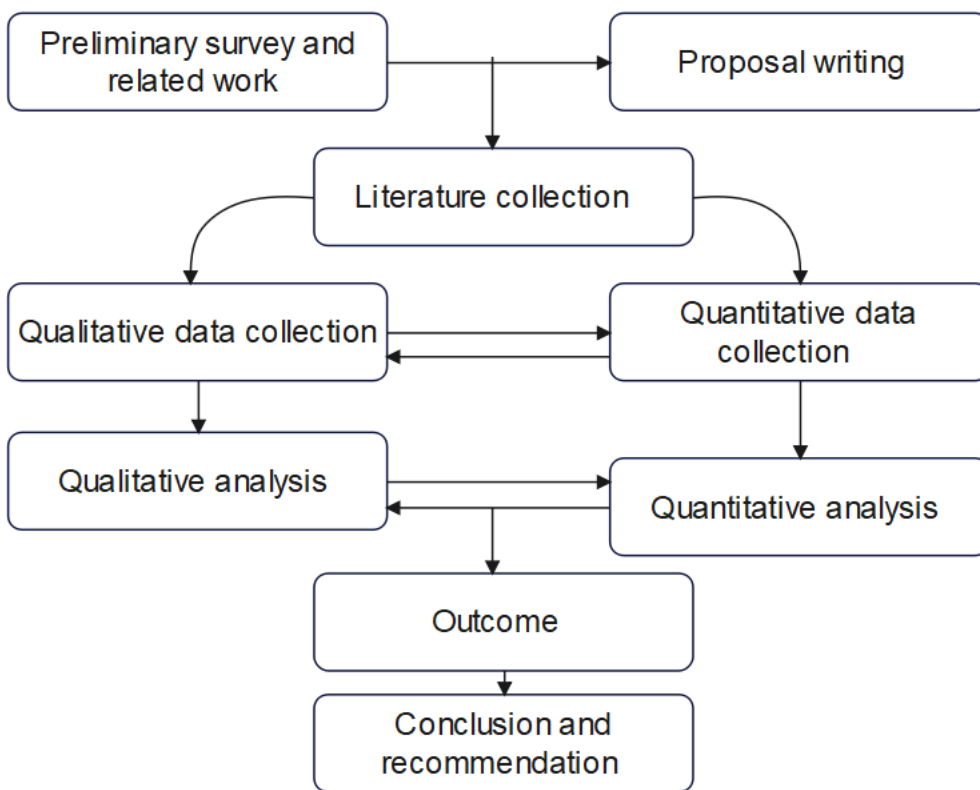 Preliminary survey and
related work
Proposal writing
Literature collection
Qualitative data collection
Quantitative data
collection
Qualitative analysis
Quantitative analysis
Outcome
Conclusion and
recommendation